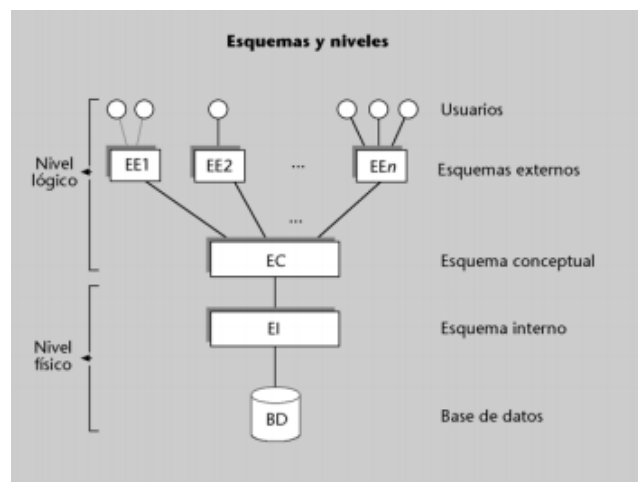 Esquemas y niveles
Usuarios
Nivel
lógico
EE1
EE2
...
EEn
Esquemas externos
...
EC
Esquema conceptual
EI
Esquema interno
Nivel
físico
BD
Base de datos